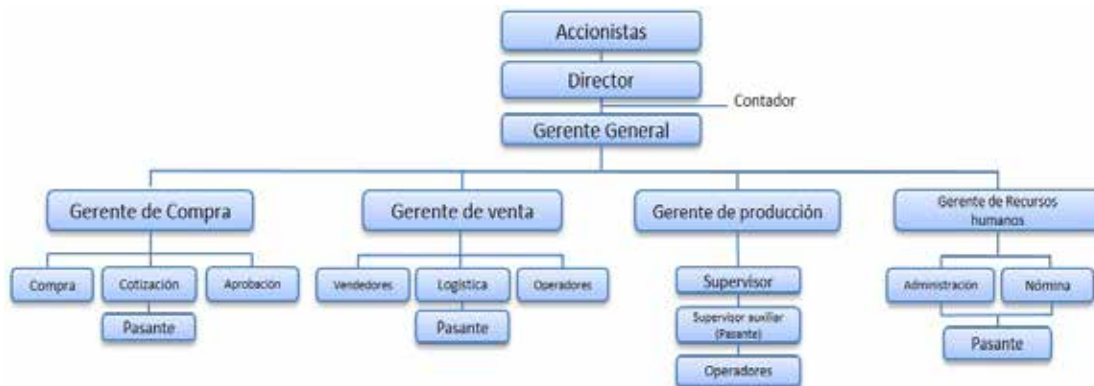 Accionistas
Director
Contador
Gerente General
Gerente de Compra
Gerente de venta
Gerente de producción
Gerente de Recursos
humanos
Compra
Cotización
Aprobación
Pasante
Vendedores
Logística
Operadores
Pasante
Supervisor
Supervisor auxiliar
(Pasante)
Operadores
Administración
Nómina
Pasante